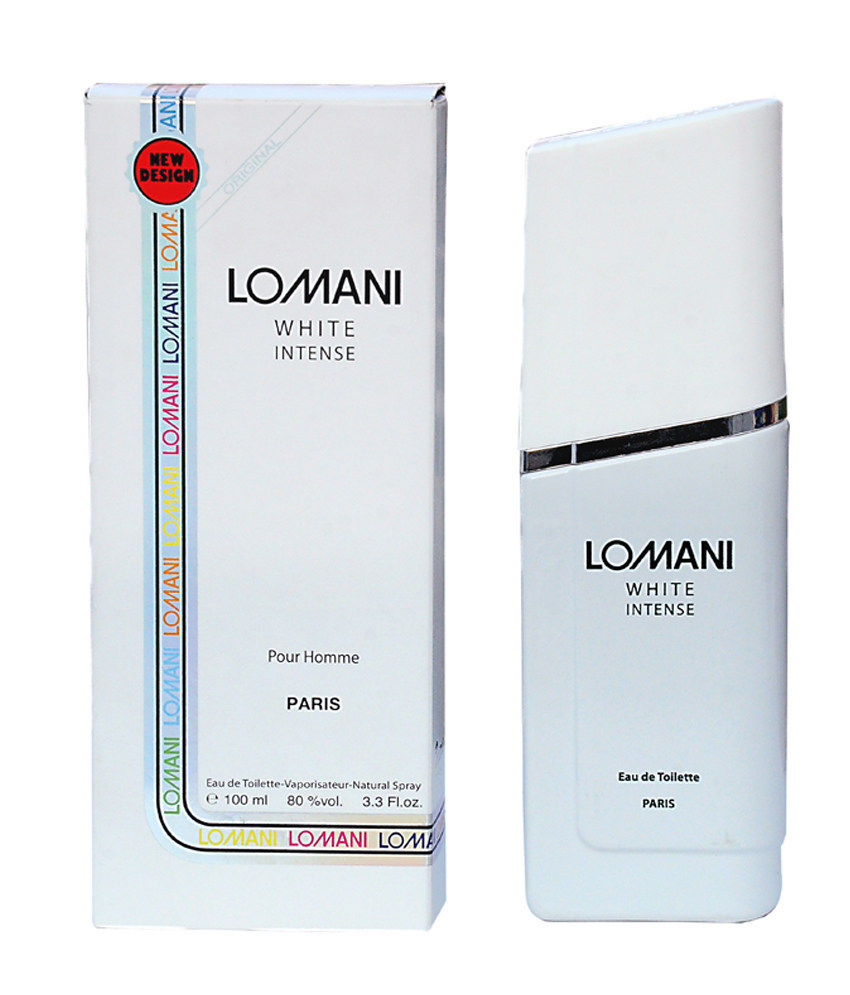 ANI
NEW
DESIGN
ORIGINAL
LOMANI LOMANI LOMANI LOMANI LOMANI LOMANI LOMA
LOMANI
WHITE
INTENSE
Pour Homme
PARIS
Eau de Toilette-Vaporisateur-Natural Spray
℮ 100 ml 80 %vol. 3.3 Fl.oz.
LOMANI LOMANI LOMA
LOMANI
WHITE
INTENSE
Eau de Toilette
PARIS